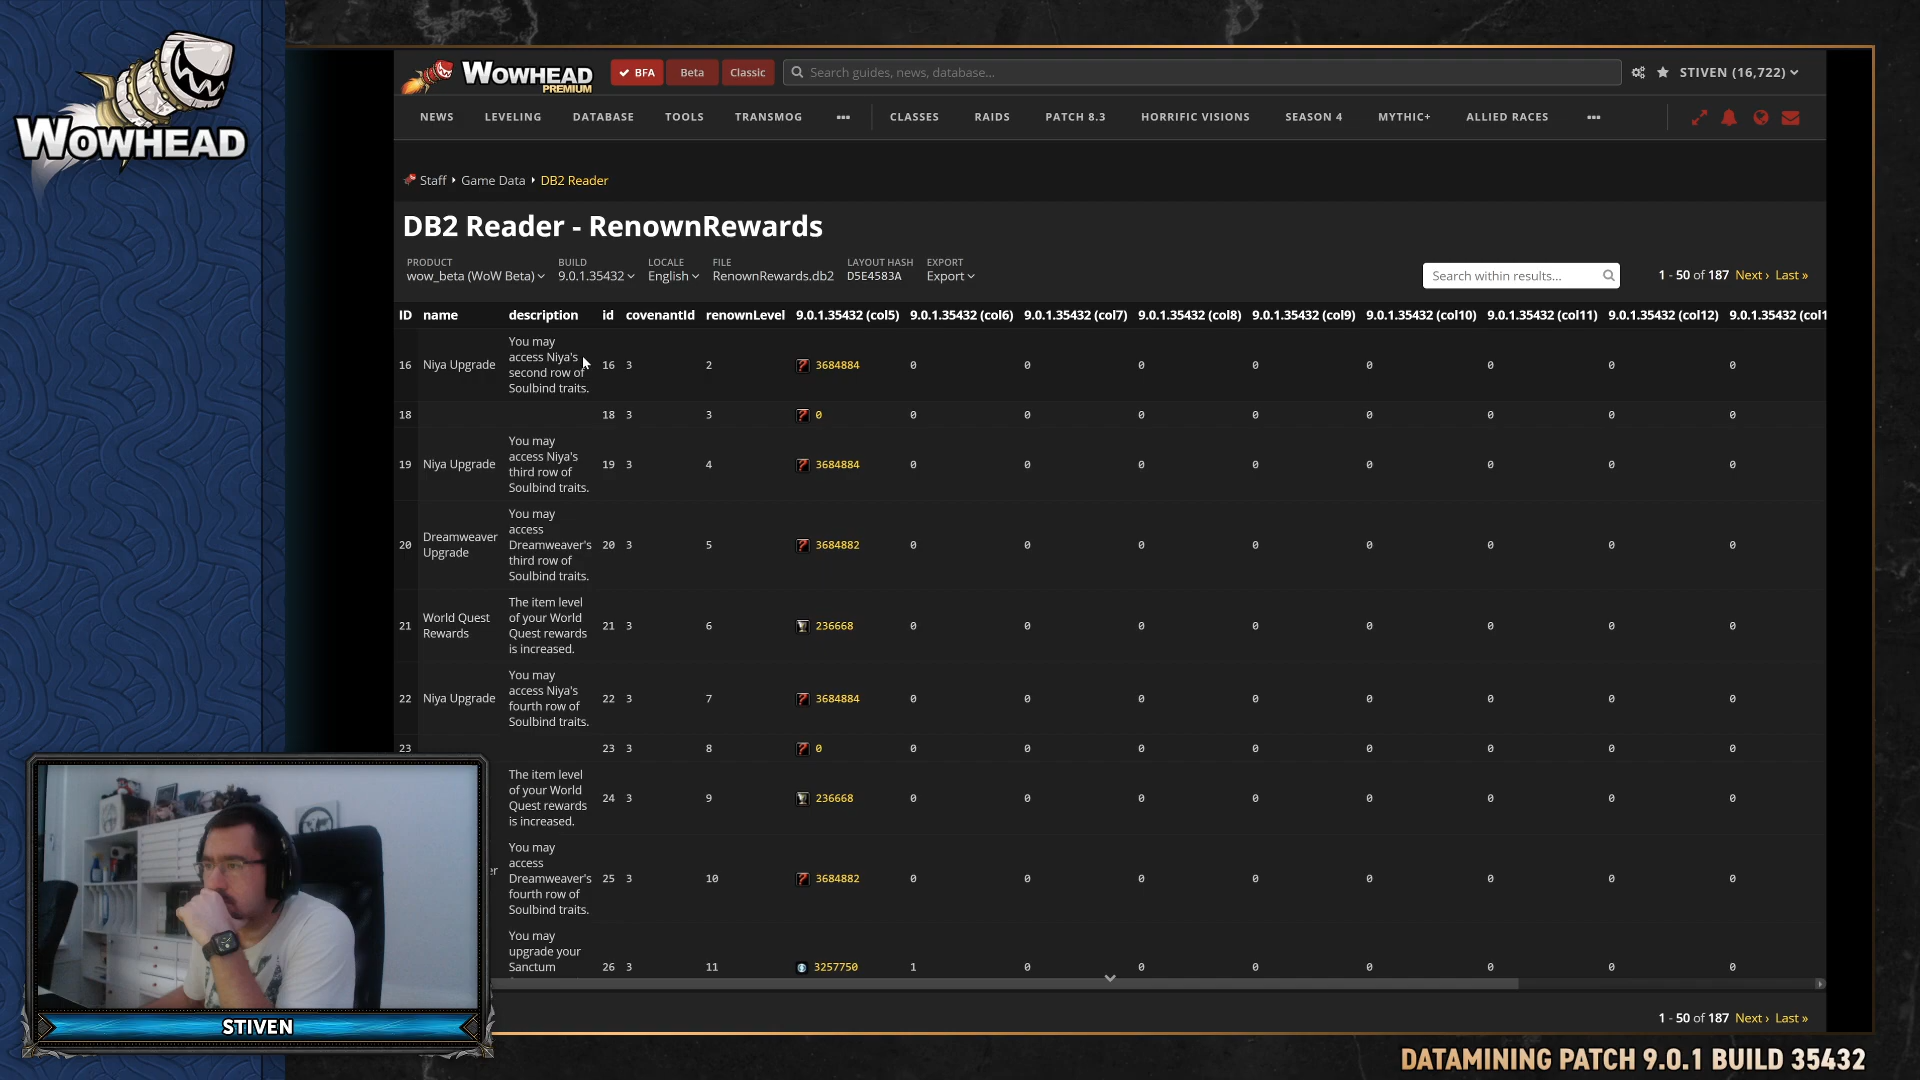 WOWHEAD
WOWHEAD
PREMIUM
BFA
Beta
Classic
Search guides, news, database...
STIVEN (16,722)
NEWS
LEVELING
DATABASE
TOOLS
TRANSMOG
CLASSES
RAIDS
PATCH 8.3
HORRIFIC VISIONS
SEASON 4
MYTHIC+
ALLIED RACES
Staff
Game Data
DB2 Reader
DB2 Reader - RenownRewards
PRODUCT BUILD LOCALE FILE LAYOUT HASH EXPORT
wow_beta (WoW Beta) 9.0.1.35432 English RenownRewards.db2 D5E4583A Export
Search within results...
1 - 50 of 187 Next › Last »
ID name description id covenantId renownLevel 9.0.1.35432 (col5) 9.0.1.35432 (col6) 9.0.1.35432 (col7) 9.0.1.35432 (col8) 9.0.1.35432 (col9) 9.0.1.35432 (col10) 9.0.1.35432 (col11) 9.0.1.35432 (col12) 9.0.1.35432 (col1
You may
access Niya's
second row of
Soulbind traits.
16 Niya Upgrade 16 3 2 3684884 0 0 0 0 0 0 0 0
18 18 3 3 0 0 0 0 0 0 0 0 0
You may
access Niya's
third row of
Soulbind traits.
19 Niya Upgrade 19 3 4 3684884 0 0 0 0 0 0 0 0
You may
access
Dreamweaver's
third row of
Soulbind traits.
20 Dreamweaver
Upgrade
20 3 5 3684882 0 0 0 0 0 0 0 0
The item level
of your World
Quest rewards
is increased.
21 World Quest
Rewards
21 3 6 236668 0 0 0 0 0 0 0 0
You may
access Niya's
fourth row of
Soulbind traits.
22 Niya Upgrade 22 3 7 3684884 0 0 0 0 0 0 0 0
23 23 3 8 0 0 0 0 0 0 0 0 0
The item level
of your World
Quest rewards
is increased.
24 3 9 236668 0 0 0 0 0 0 0 0
You may
access
Dreamweaver's
fourth row of
Soulbind traits.
er
25 3 10 3684882 0 0 0 0 0 0 0 0
You may
upgrade your
Sanctum
26 3 11 3257750 1 0 0 0 0 0 0 0
1 - 50 of 187 Next › Last »
STIVEN
DATAMINING PATCH 9.0.1 BUILD 35432